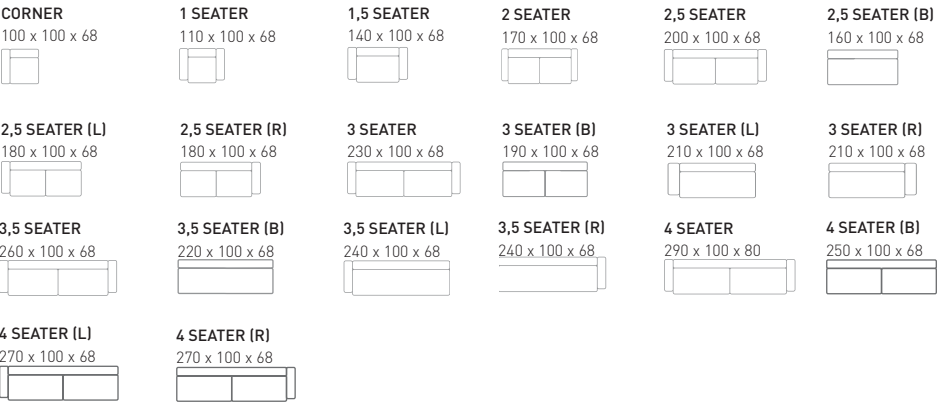 CORNER
100 x 100 x 68
1 SEATER
110 x 100 x 68
1,5 SEATER
140 x 100 x 68
2 SEATER
170 x 100 x 68
2,5 SEATER
200 x 100 x 68
2,5 SEATER (B)
160 x 100 x 68
2,5 SEATER (L)
180 x 100 x 68
2,5 SEATER (R)
180 x 100 x 68
3 SEATER
230 x 100 x 68
3 SEATER (B)
190 x 100 x 68
3 SEATER (L)
210 x 100 x 68
3 SEATER (R)
210 x 100 x 68
3,5 SEATER
260 x 100 x 68
3,5 SEATER (B)
220 x 100 x 68
3,5 SEATER (L)
240 x 100 x 68
3,5 SEATER (R)
240 x 100 x 68
4 SEATER
290 x 100 x 80
4 SEATER (B)
250 x 100 x 68
4 SEATER (L)
270 x 100 x 68
4 SEATER (R)
270 x 100 x 68